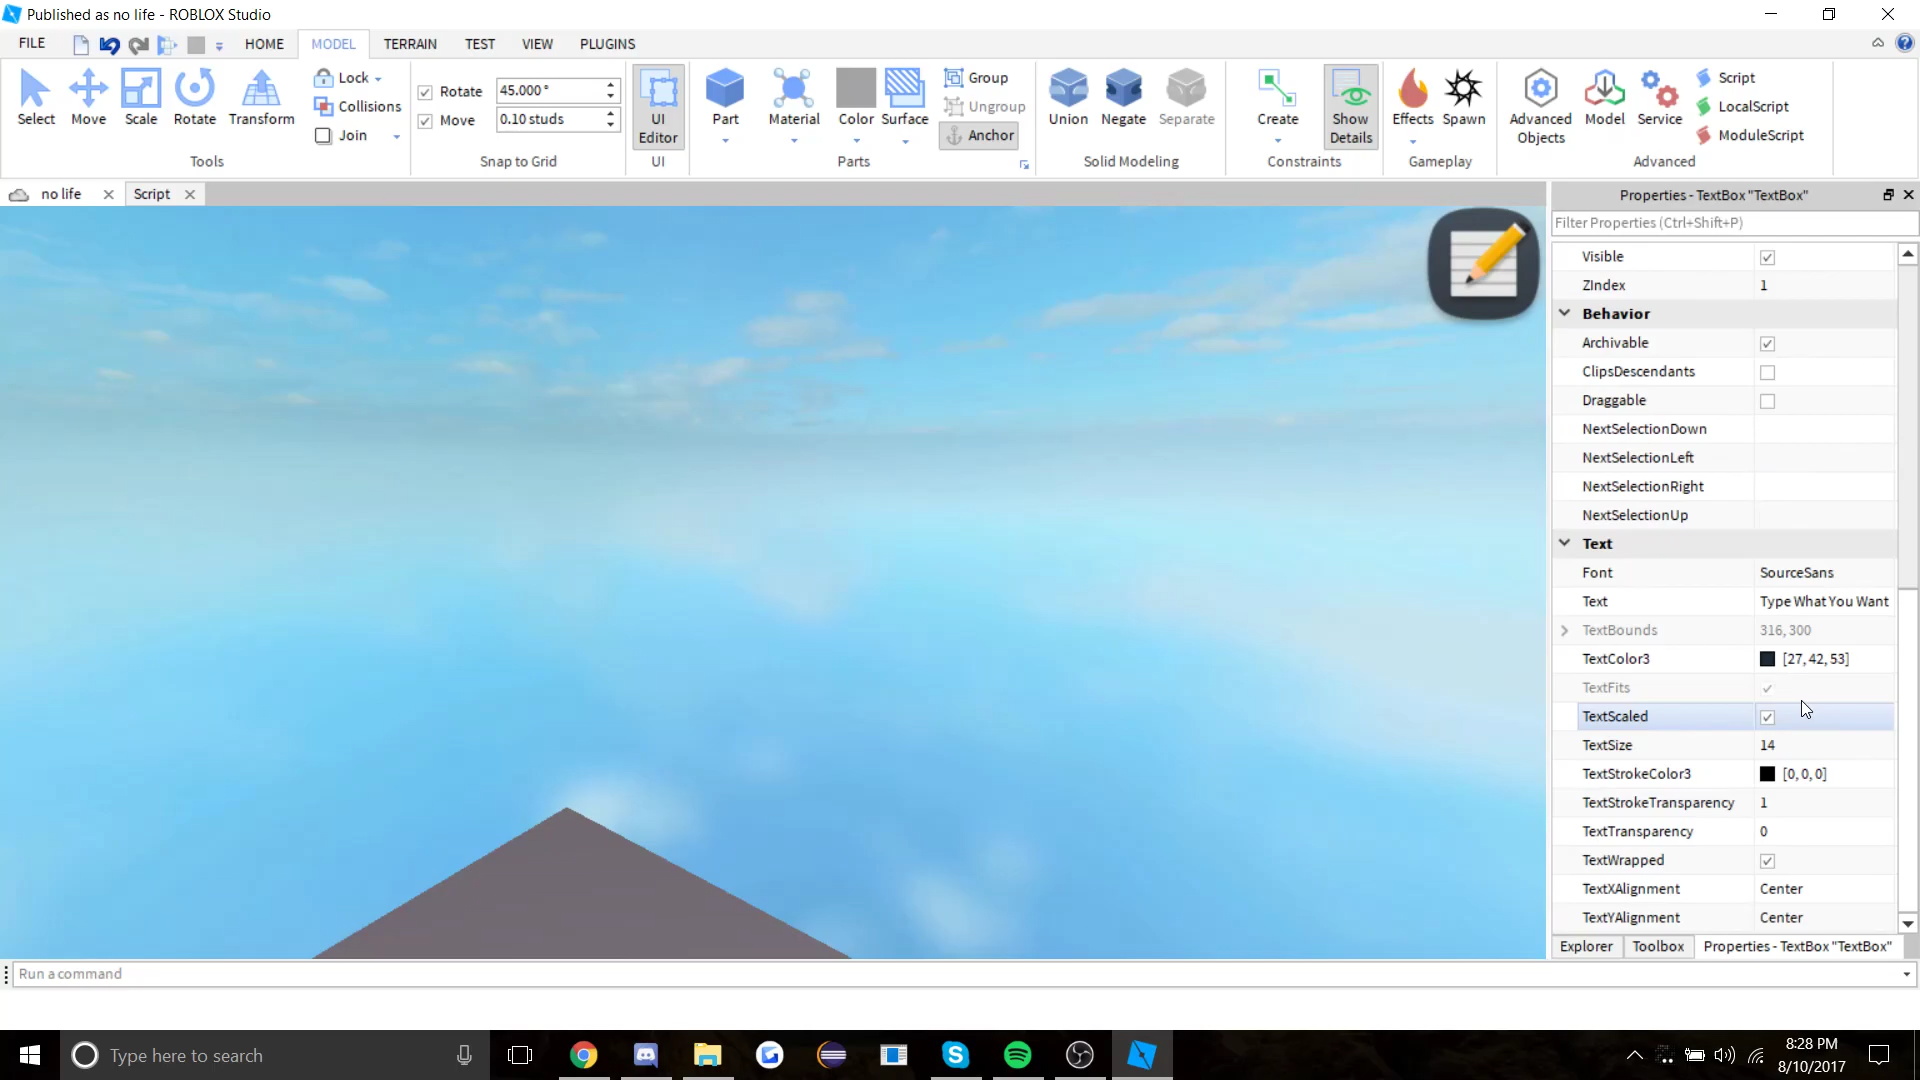 Published as no life - ROBLOX Studio
FILE
HOME
MODEL
TERRAIN
TEST
VIEW
PLUGINS
Select
Move
Scale
Rotate
Transform
Lock
Collisions
Join
Tools
Rotate
45.000 °
Move
0.10 studs
Snap to Grid
UI
Editor
UI
Part
Material
Color
Surface
Group
Ungroup
Anchor
Parts
Union
Negate
Separate
Solid Modeling
Create
Show
Details
Constraints
Effects
Spawn
Gameplay
Advanced
Objects
Model
Service
Script
LocalScript
ModuleScript
Advanced
no life
Script
Properties - TextBox "TextBox"
Filter Properties (Ctrl+Shift+P)
Visible
ZIndex 1
Behavior
Archivable
ClipsDescendants
Draggable
NextSelectionDown
NextSelectionLeft
NextSelectionRight
NextSelectionUp
Text
Font SourceSans
Text Type What You Want
TextBounds 316, 300
TextColor3 [27, 42, 53]
TextFits
TextScaled
TextSize 14
TextStrokeColor3 [0, 0, 0]
TextStrokeTransparency 1
TextTransparency 0
TextWrapped
TextXAlignment Center
TextYAlignment Center
Explorer
Toolbox
Properties - TextBox "TextBox"
Run a command
Type here to search
8:28 PM
8/10/2017